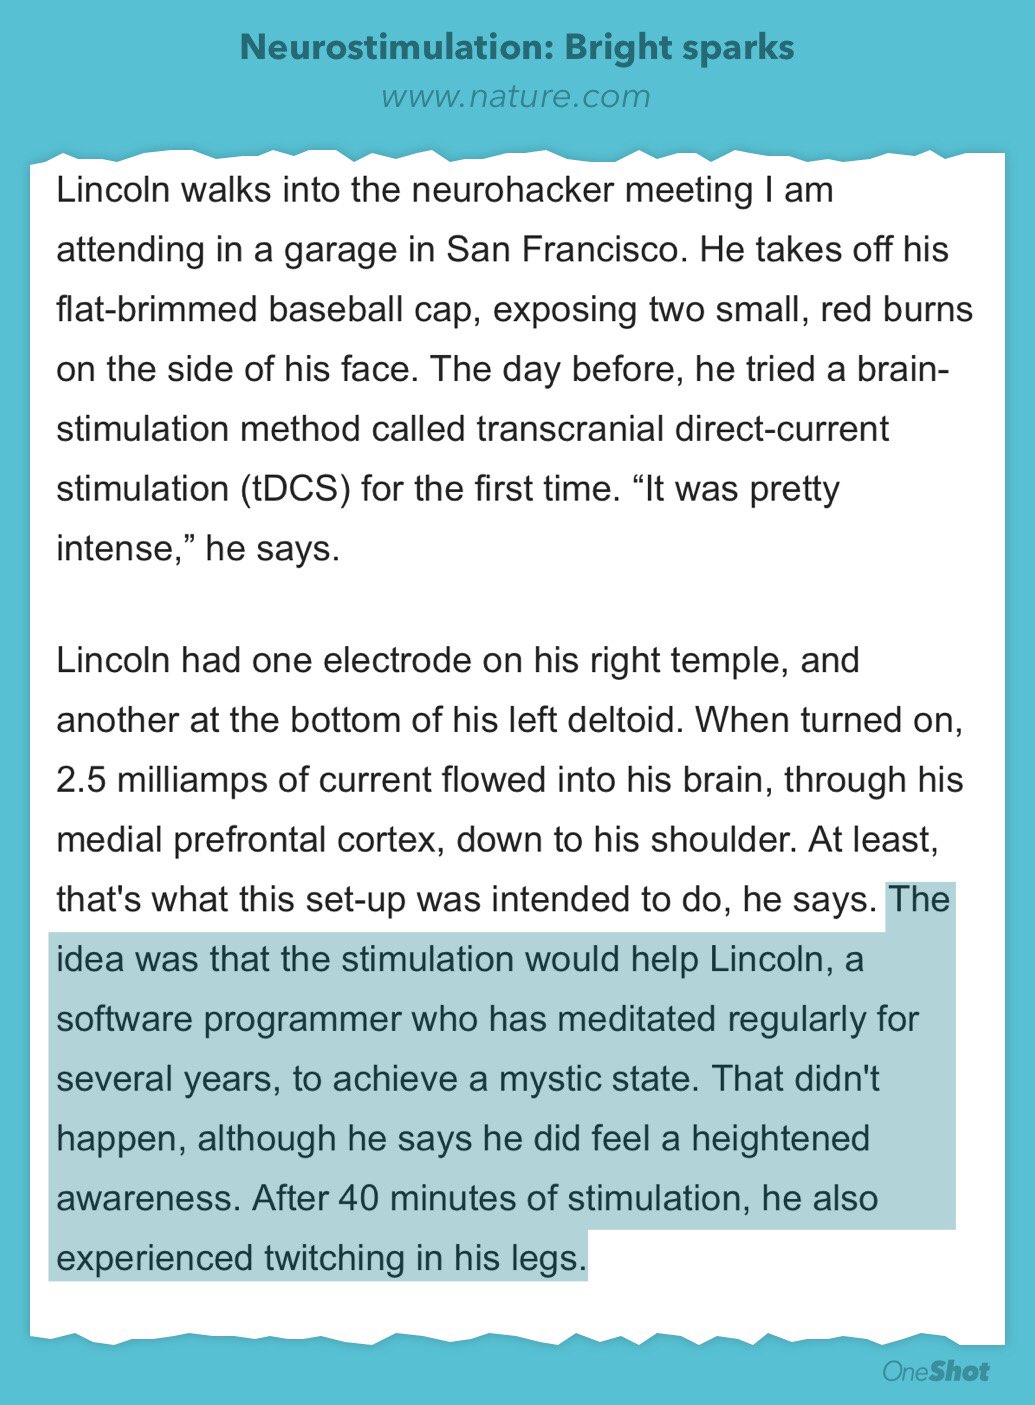 Neurostimulation: Bright sparks
www.nature.com
Lincoln walks into the neurohacker meeting I am
attending in a garage in San Francisco. He takes off his
flat-brimmed baseball cap, exposing two small, red burns
on the side of his face. The day before, he tried a brain-
stimulation method called transcranial direct-current
stimulation (tDCS) for the first time. “It was pretty
intense,” he says.
Lincoln had one electrode on his right temple, and
another at the bottom of his left deltoid. When turned on,
2.5 milliamps of current flowed into his brain, through his
medial prefrontal cortex, down to his shoulder. At least,
that's what this set-up was intended to do, he says. The
idea was that the stimulation would help Lincoln, a
software programmer who has meditated regularly for
several years, to achieve a mystic state. That didn't
happen, although he says he did feel a heightened
awareness. After 40 minutes of stimulation, he also
experienced twitching in his legs.
OneShot